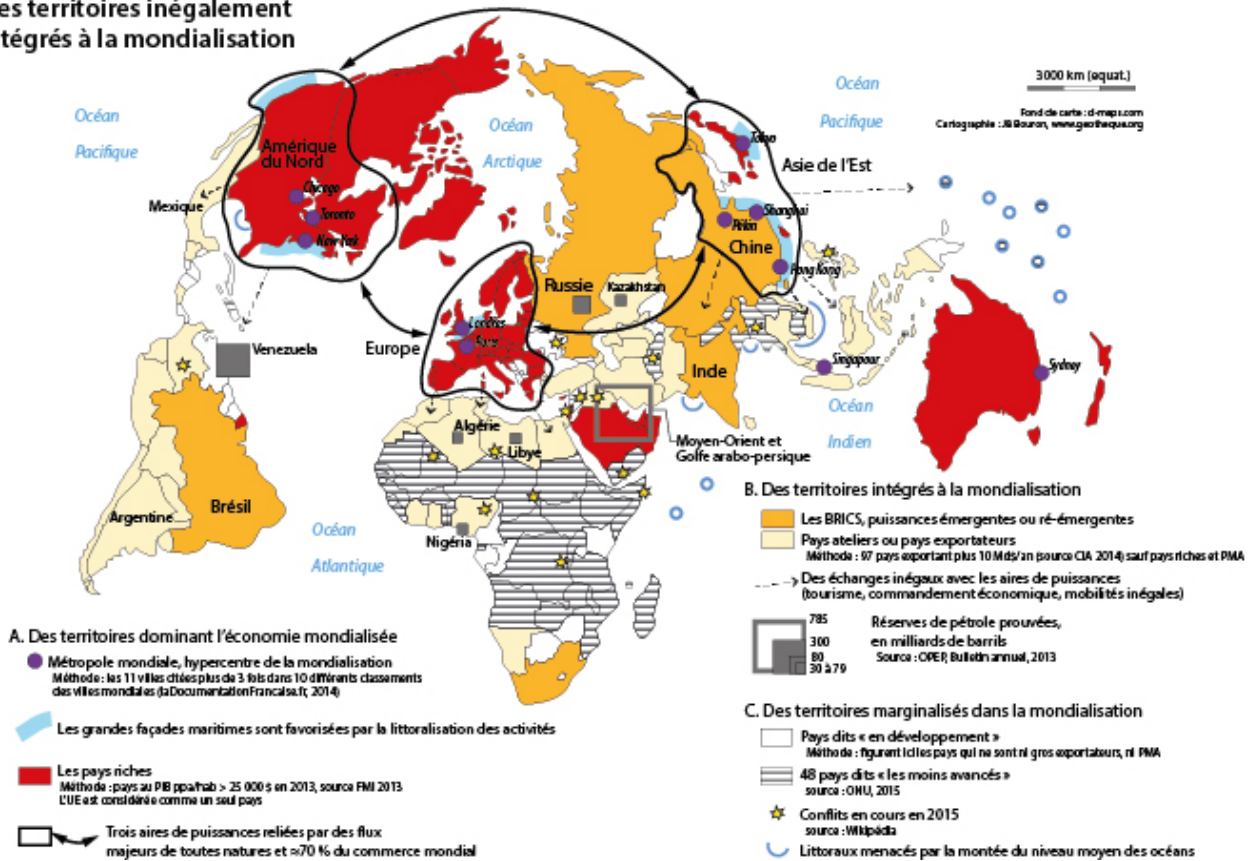 es territoires inégalement
tégrés à la mondialisation
3000 km (equat.)
Fond de carte : d-maps.com
Cartographie : JB Bouron, www.geotheque.org
Océan
Pacifique
Océan
Arctique
Océan
Pacifique
Amérique
du Nord
Chicago
Toronto
New York
Mexique
Tokyo
Asie de l'Est
Shanghai
Pékin
Chine
Hong Kong
Russie
Kazakhstan
Londres
Paris
Europe
Venezuela
Inde
Singapour
Sydney
Océan
Indien
Algérie
Libye
Moyen-Orient et
Golfe arabo-persique
Nigéria
Brésil
Argentine
Océan
Atlantique
A. Des territoires dominant l'économie mondialisée
Métropole mondiale, hypercentre de la mondialisation
Méthode : les 11 villes citées plus de 3 fois dans 10 différents classements
des villes mondiales (laDocumentationFrancaise.fr, 2014)
Les grandes façades maritimes sont favorisées par la littoralisation des activités
Les pays riches
Méthode : pays au PIB ppa/hab > 25 000 $ en 2013, source FMI 2013
L'UE est considérée comme un seul pays
Trois aires de puissances reliées par des flux
majeurs de toutes natures et ≈70 % du commerce mondial
B. Des territoires intégrés à la mondialisation
Les BRICS, puissances émergentes ou ré-émergentes
Pays ateliers ou pays exportateurs
Méthode : 97 pays exportant plus 10 Mds/an (source CIA 2014) sauf pays riches et PMA
Des échanges inégaux avec les aires de puissances
(tourisme, commandement économique, mobilités inégales)
785
300
80
30 à 79
Réserves de pétrole prouvées,
en milliards de barrils
Source : OPEP, Bulletin annuel, 2013
C. Des territoires marginalisés dans la mondialisation
Pays dits « en développement »
Méthode : figurent ici les pays qui ne sont ni gros exportateurs, ni PMA
48 pays dits « les moins avancés »
source : ONU, 2015
Conflits en cours en 2015
source : Wikipédia
Littoraux menacés par la montée du niveau moyen des océans